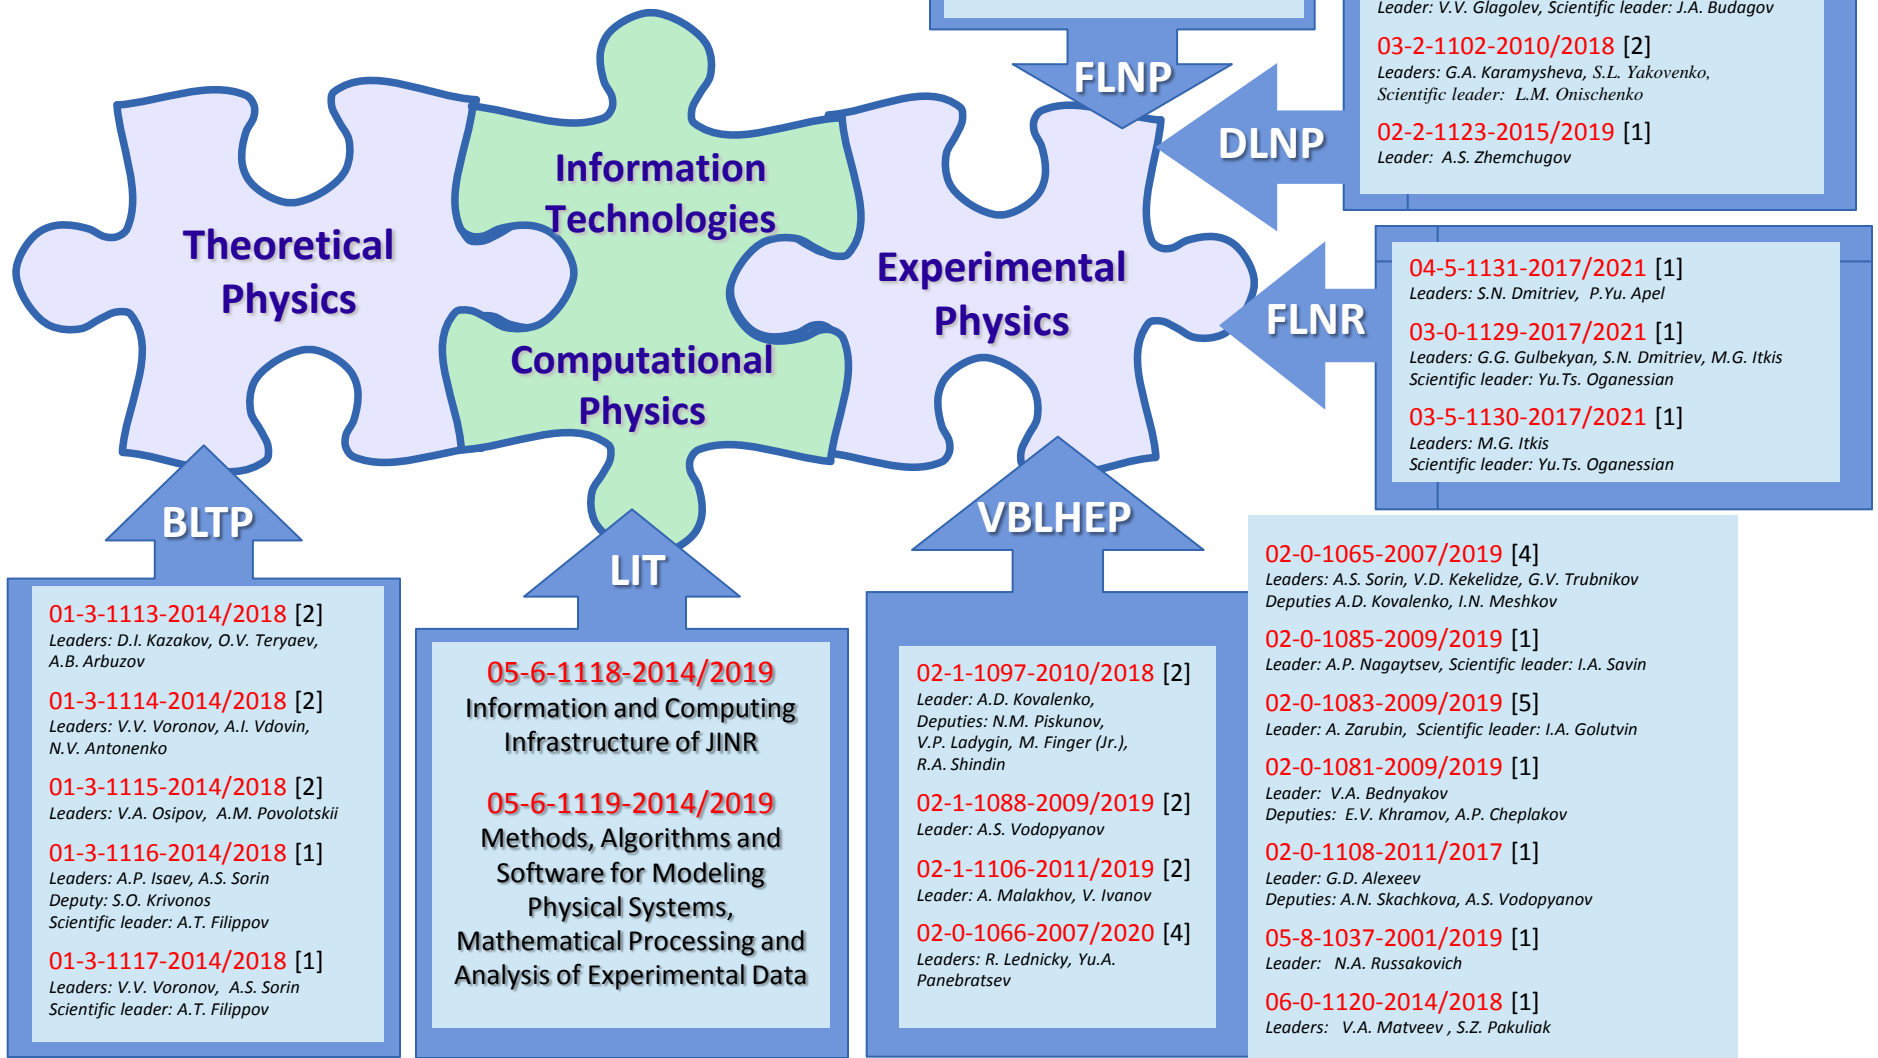 Leader: V.V. Glagolev, Scientific leader: J.A. Budagov
03-2-1102-2010/2018 [2]
Leaders: G.A. Karamysheva, S.L. Yakovenko,
Scientific leader: L.M. Onischenko
02-2-1123-2015/2019 [1]
Leader: A.S. Zhemchugov
FLNP
DLNP
Information
Technologies
Theoretical
Physics
Experimental
Physics
Computational
Physics
FLNR
04-5-1131-2017/2021 [1]
Leaders: S.N. Dmitriev, P.Yu. Apel
03-0-1129-2017/2021 [1]
Leaders: G.G. Gulbekyan, S.N. Dmitriev, M.G. Itkis
Scientific leader: Yu.Ts. Oganessian
03-5-1130-2017/2021 [1]
Leaders: M.G. Itkis
Scientific leader: Yu.Ts. Oganessian
BLTP
01-3-1113-2014/2018 [2]
Leaders: D.I. Kazakov, O.V. Teryaev,
A.B. Arbuzov
01-3-1114-2014/2018 [2]
Leaders: V.V. Voronov, A.I. Vdovin,
N.V. Antonenko
01-3-1115-2014/2018 [2]
Leaders: V.A. Osipov, A.M. Povolotskii
01-3-1116-2014/2018 [1]
Leaders: A.P. Isaev, A.S. Sorin
Deputy: S.O. Krivonos
Scientific leader: A.T. Filippov
01-3-1117-2014/2018 [1]
Leaders: V.V. Voronov, A.S. Sorin
Scientific leader: A.T. Filippov
LIT
05-6-1118-2014/2019
Information and Computing
Infrastructure of JINR
05-6-1119-2014/2019
Methods, Algorithms and
Software for Modeling
Physical Systems,
Mathematical Processing and
Analysis of Experimental Data
VBLHEP
02-1-1097-2010/2018 [2]
Leader: A.D. Kovalenko,
Deputies: N.M. Piskunov,
V.P. Ladygin, M. Finger (Jr.),
R.A. Shindin
02-1-1088-2009/2019 [2]
Leader: A.S. Vodopyanov
02-1-1106-2011/2019 [2]
Leader: A. Malakhov, V. Ivanov
02-0-1066-2007/2020 [4]
Leaders: R. Lednicky, Yu.A.
Panebratsev
02-0-1065-2007/2019 [4]
Leaders: A.S. Sorin, V.D. Kekelidze, G.V. Trubnikov
Deputies A.D. Kovalenko, I.N. Meshkov
02-0-1085-2009/2019 [1]
Leader: A.P. Nagaytsev, Scientific leader: I.A. Savin
02-0-1083-2009/2019 [5]
Leader: A. Zarubin, Scientific leader: I.A. Golutvin
02-0-1081-2009/2019 [1]
Leader: V.A. Bednyakov
Deputies: E.V. Khramov, A.P. Cheplakov
02-0-1108-2011/2017 [1]
Leader: G.D. Alexeev
Deputies: A.N. Skachkova, A.S. Vodopyanov
05-8-1037-2001/2019 [1]
Leader: N.A. Russakovich
06-0-1120-2014/2018 [1]
Leaders: V.A. Matveev , S.Z. Pakuliak